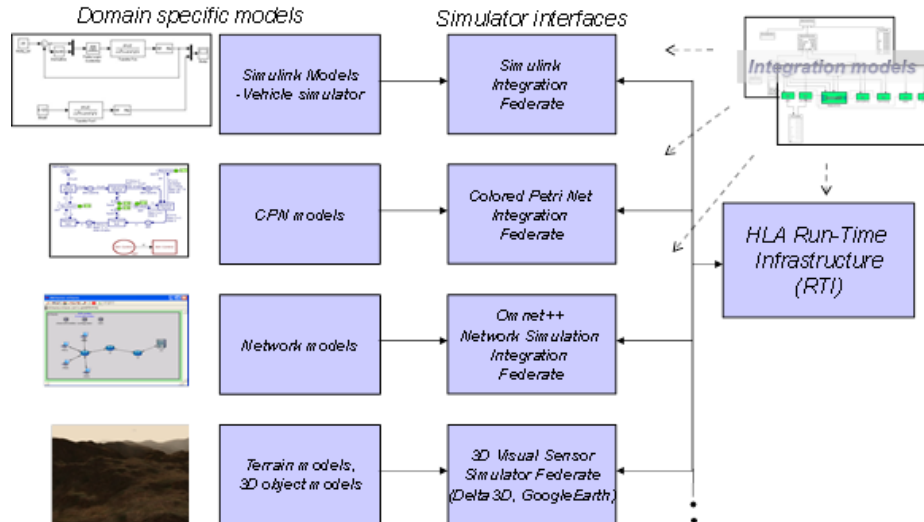 Domain specific models
Simulator interfaces
Simulink Models
-Vehicle simulator
Simulink
Integration
Federate
Integration models
CPN models
Colored Petri Net
Integration
Federate
HLA Run-Time
Infrastructure
(RTI)
Network models
Omnet++
Network Simulation
Integration
Federate
Terrain models,
3D object models
3D Visual Sensor
Simulator Federate
(Delta3D, GoogleEarth)